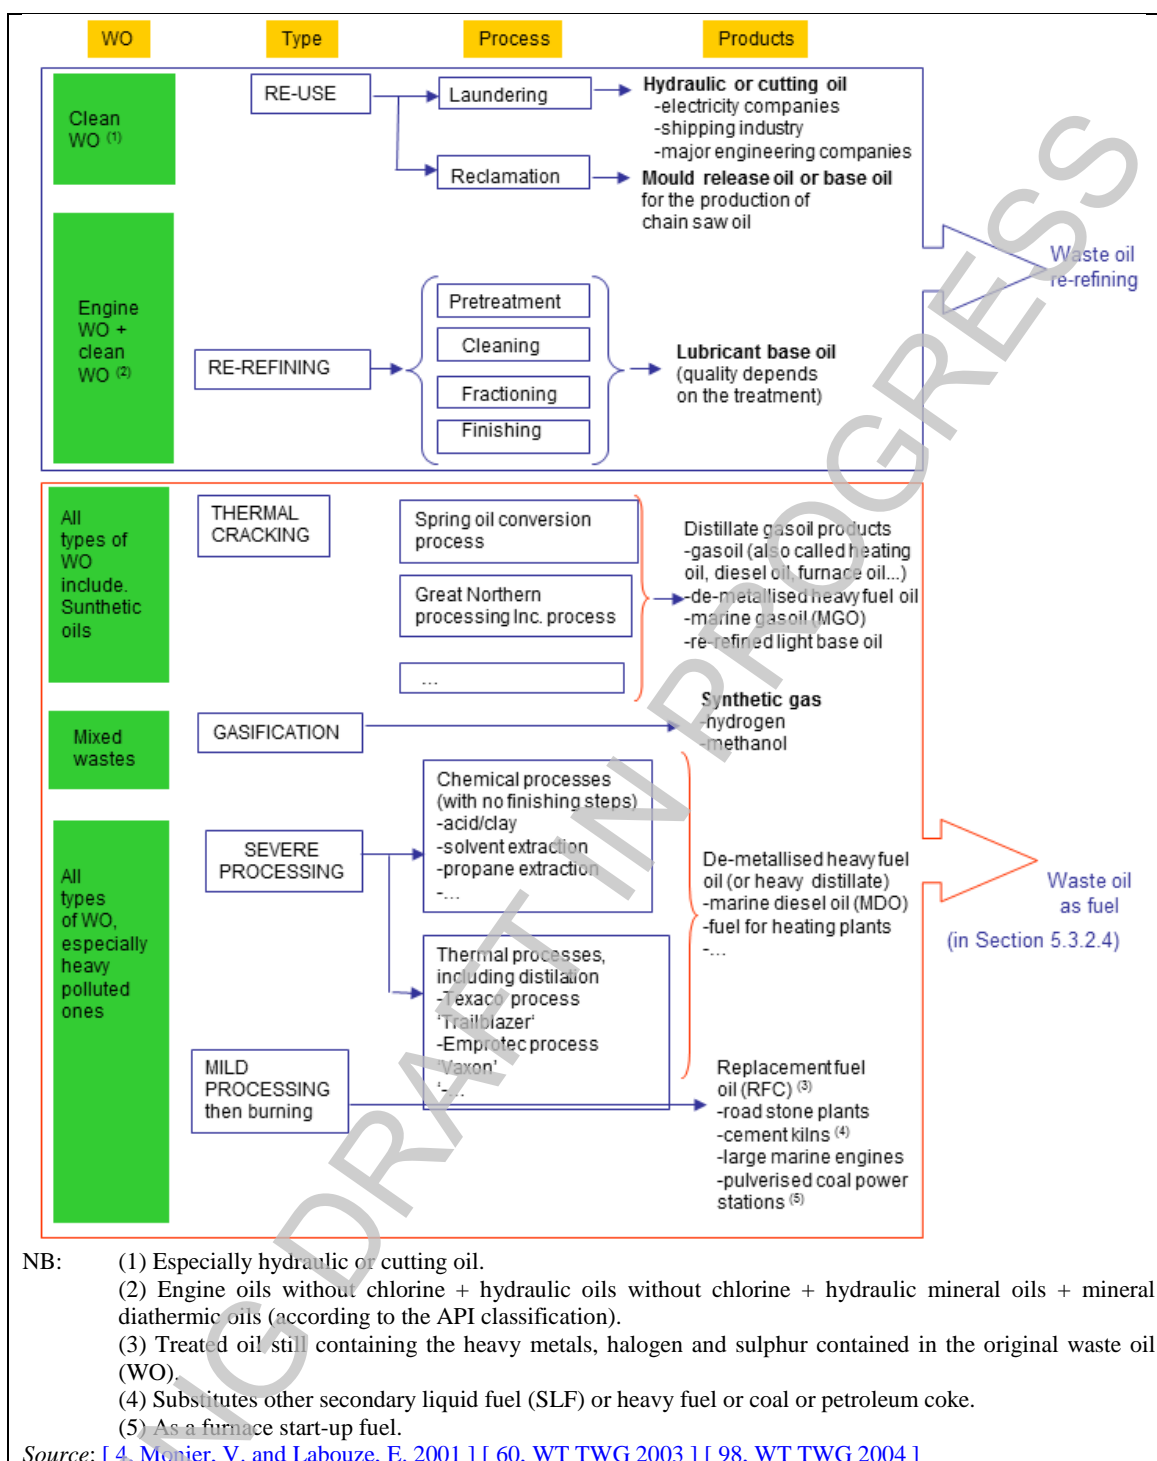 WO Type Process Products
Clean
WO (1)
RE-USE
Laundering
Hydraulic or cutting oil
-electricity companies
-shipping industry
-major engineering companies
Reclamation
Mould release oil or base oil
for the production of
chain saw oil
Waste oil
re-refining
Engine
WO +
clean
WO (2)
RE-REFINING
Pretreatment
Cleaning
Fractioning
Finishing
Lubricant base oil
(quality depends
on the treatment)
All
types of
WO
include.
Sunthetic
oils
THERMAL
CRACKING
Spring oil conversion
process
Great Northern
processing Inc. process
...
Distillate gasoil products
-gasoil (also called heating
oil, diesel oil, furnace oil...)
-de-metallised heavy fuel oil
-marine gasoil (MGO)
-re-refined light base oil
Mixed
wastes
GASIFICATION
Synthetic gas
-hydrogen
-methanol
All
types
of WO,
especially
heavy
polluted
ones
SEVERE
PROCESSING
Chemical processes
(with no finishing steps)
-acid/clay
-solvent extraction
-propane extraction
-...
Thermal processes,
including distilation
-Texaco process
'Trailblazer'
-Emprotec process
'Vaxon'
'-...
De-metallised heavy fuel
oil (or heavy distillate)
-marine diesel oil (MDO)
-fuel for heating plants
-...
Waste oil
as fuel
(in Section 5.3.2.4)
MILD
PROCESSING
then burning
Replacement fuel
oil (RFC) (3)
-road stone plants
-cement kilns (4)
-large marine engines
-pulverised coal power
stations (5)
NB: (1) Especially hydraulic or cutting oil.
(2) Engine oils without chlorine + hydraulic oils without chlorine + hydraulic mineral oils + mineral
diathermic oils (according to the API classification).
(3) Treated oil still containing the heavy metals, halogen and sulphur contained in the original waste oil
(WO).
(4) Substitutes other secondary liquid fuel (SLF) or heavy fuel or coal or petroleum coke.
(5) As a furnace start-up fuel.
Source: [ 4, Monier, V. and Labouze, E. 2001 ] [ 60, WT TWG 2003 ] [ 98, WT TWG 2004 ]
NG DRAFT IN PROGRESS